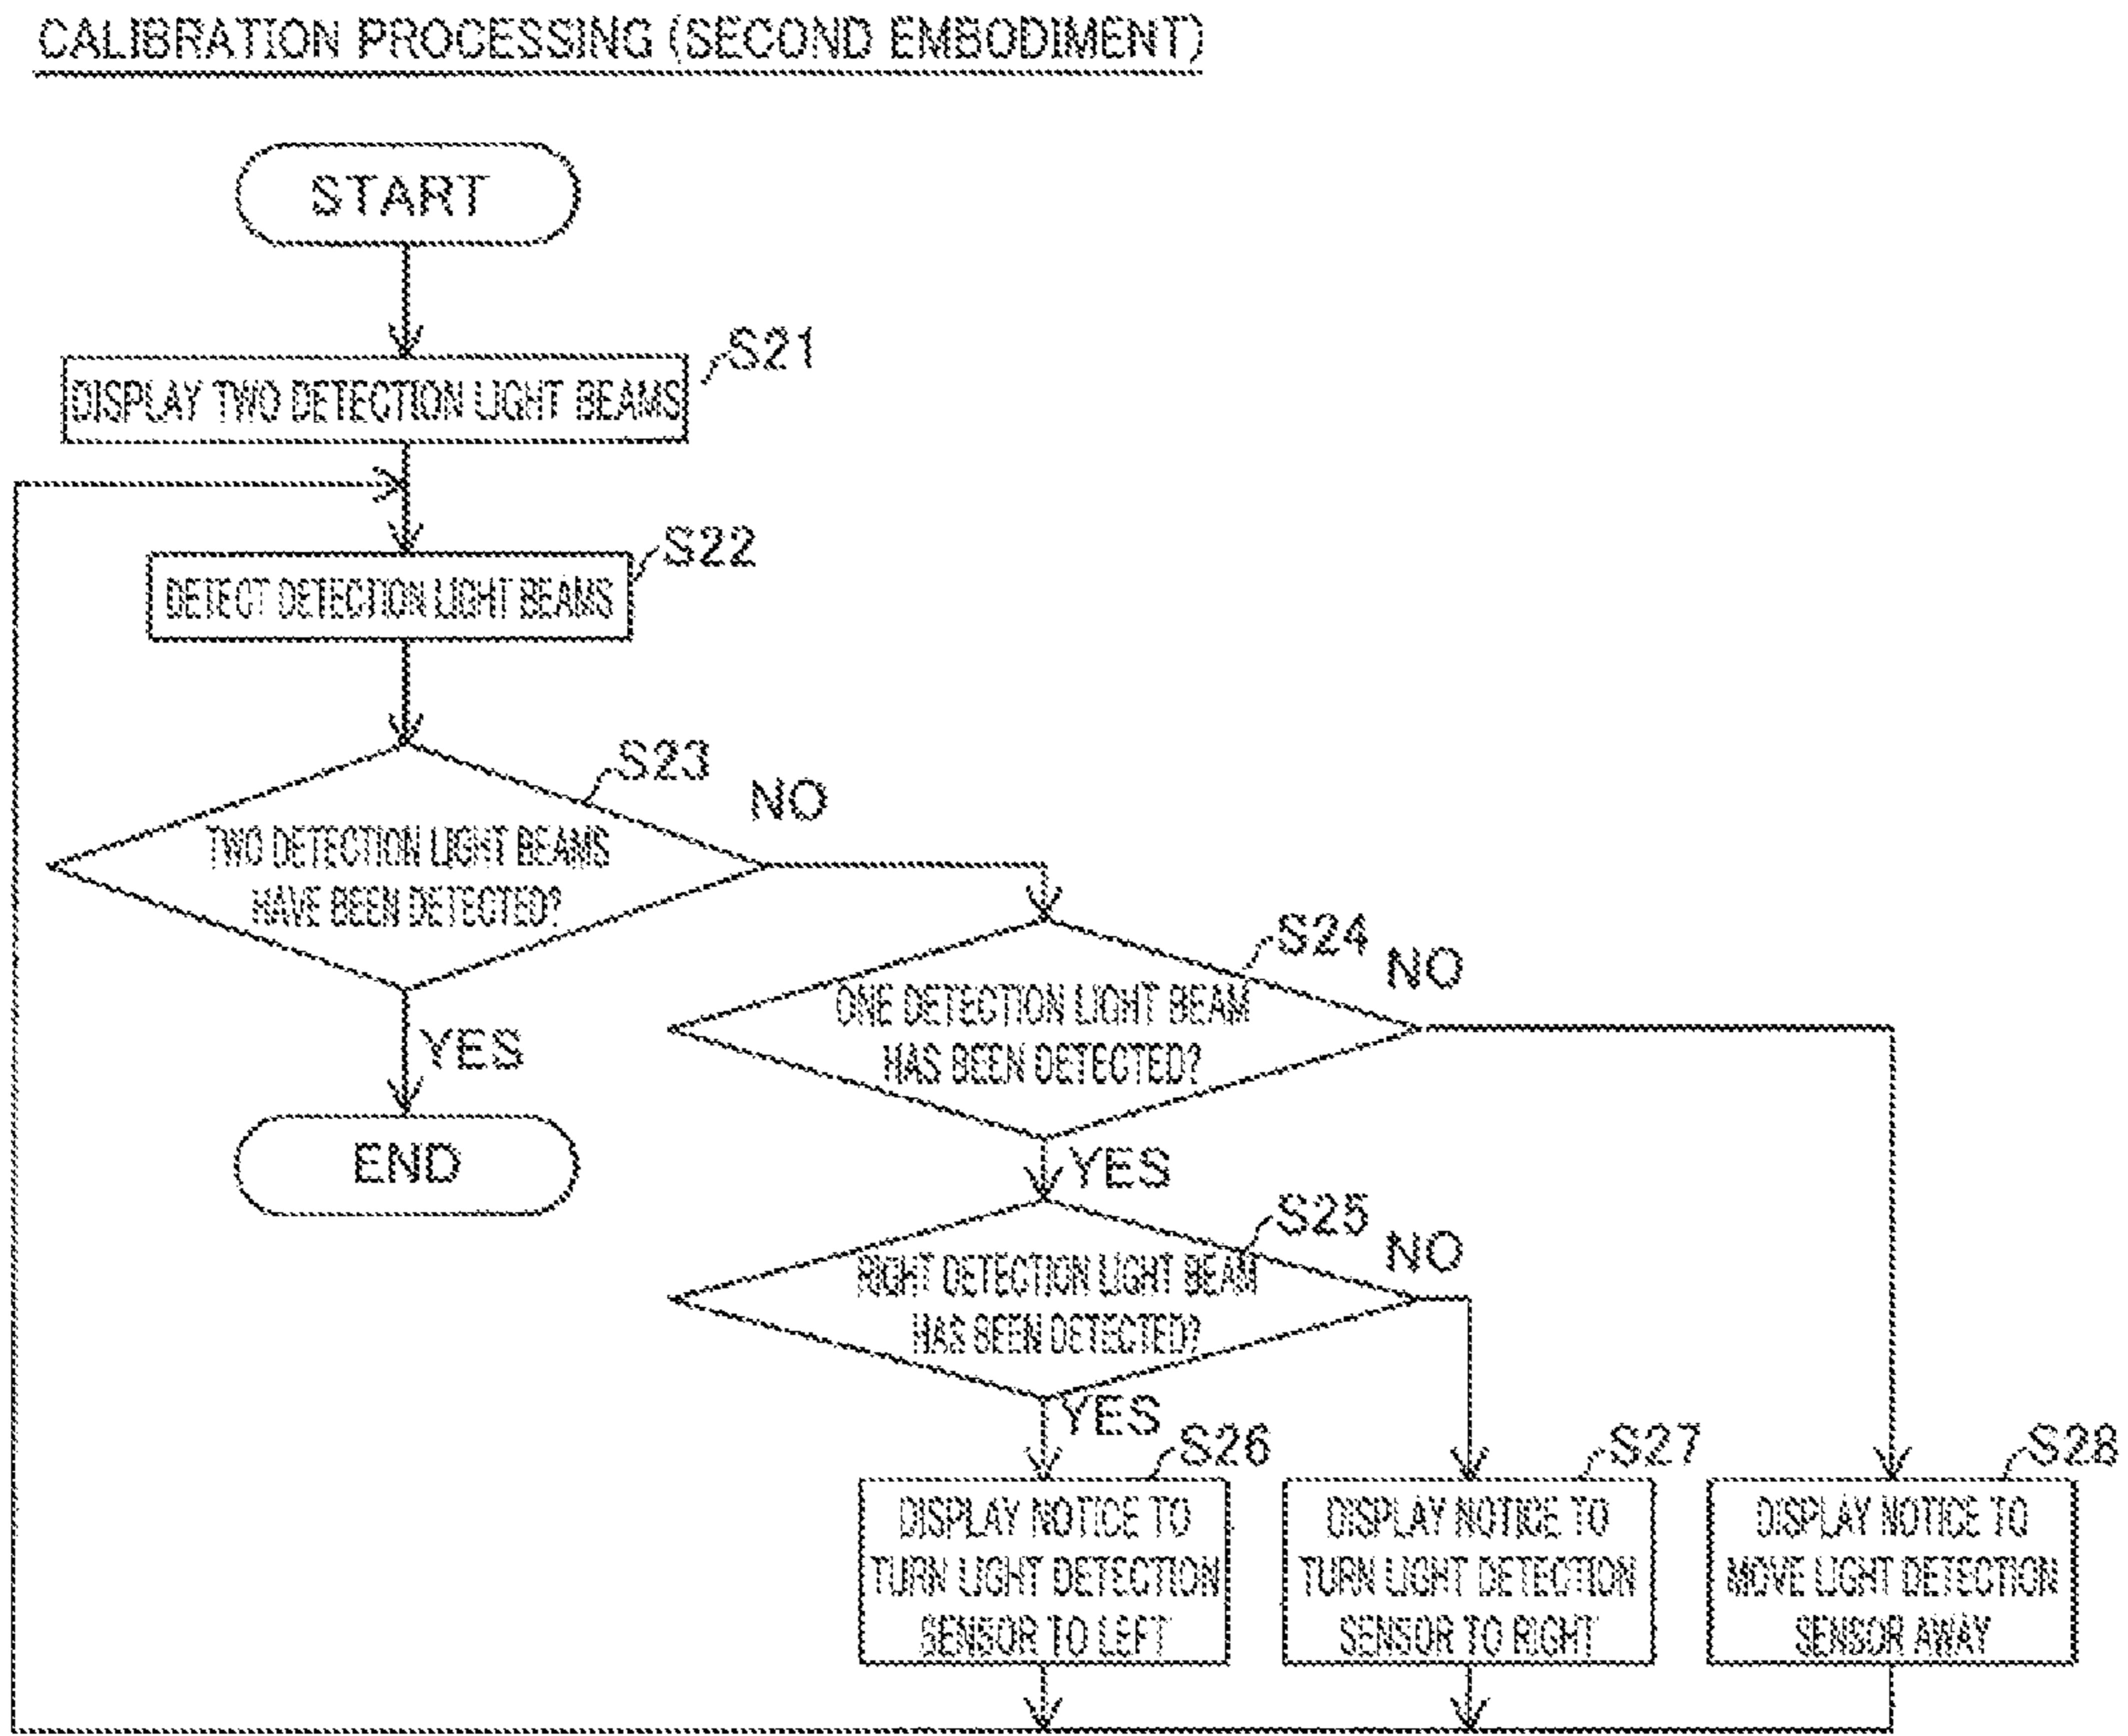 CALIBRATION PROCESSING (SECOND EMBODIMENT)
START
S21
DISPLAY TWO DETECTION LIGHT BEAMS
S22
DETECT DETECTION LIGHT BEAMS
S23
NO
TWO DETECTION LIGHT BEAMS
HAVE BEEN DETECTED?
YES
END
S24
NO
ONE DETECTION LIGHT BEAM
HAS BEEN DETECTED?
YES
S25
NO
RIGHT DETECTION LIGHT BEAM
HAS BEEN DETECTED?
YES
S26
DISPLAY NOTICE TO
TURN LIGHT DETECTION
SENSOR TO LEFT
S27
DISPLAY NOTICE TO
TURN LIGHT DETECTION
SENSOR TO RIGHT
S28
DISPLAY NOTICE TO
MOVE LIGHT DETECTION
SENSOR AWAY